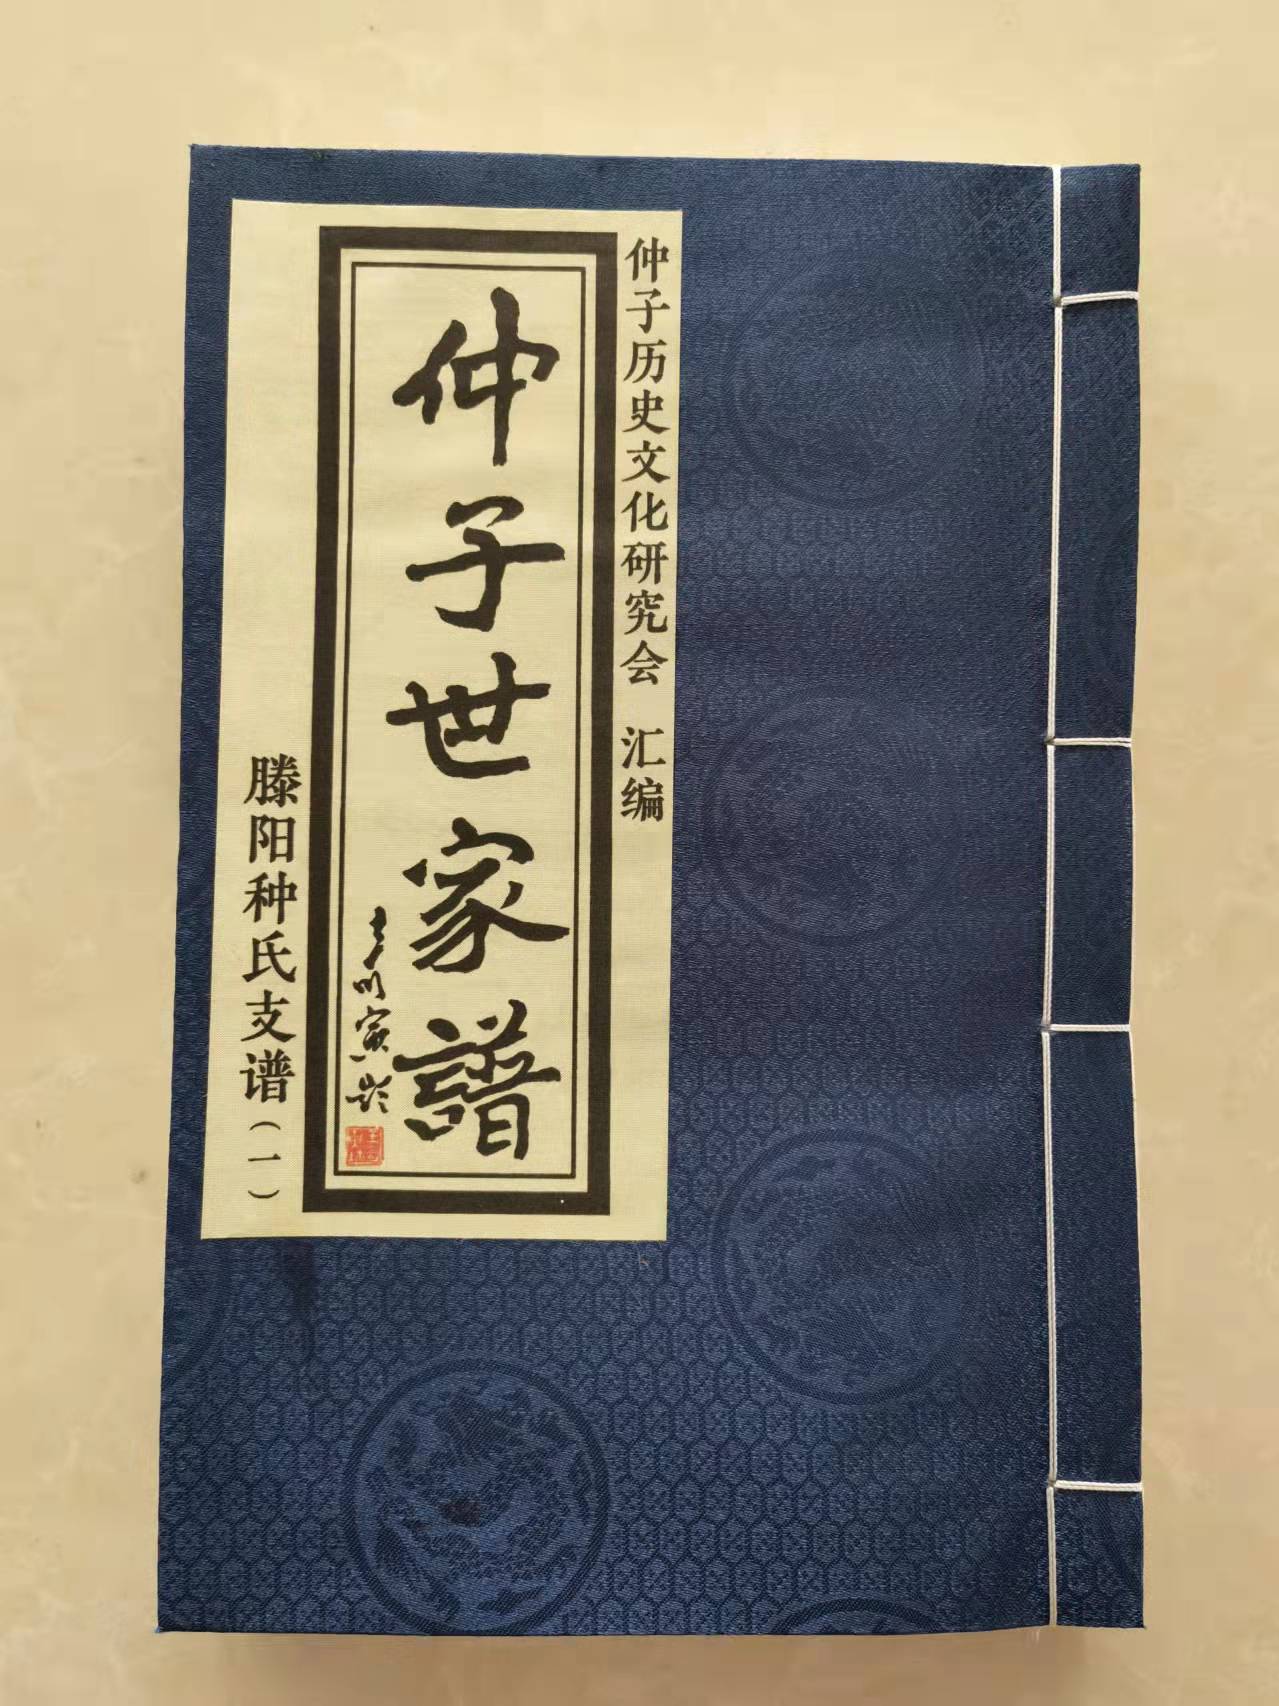 仲子历史文化研究会 汇编
仲子世家譜
滕阳种氏支谱（一）